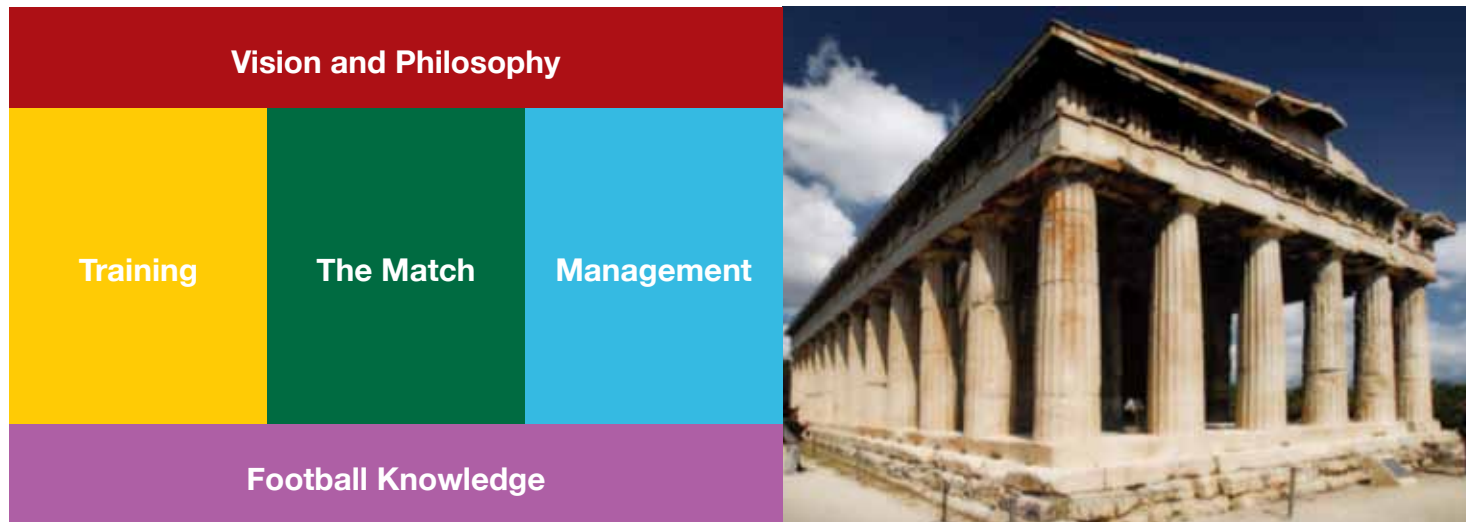 Vision and Philosophy
Training
The Match
Management
Football Knowledge